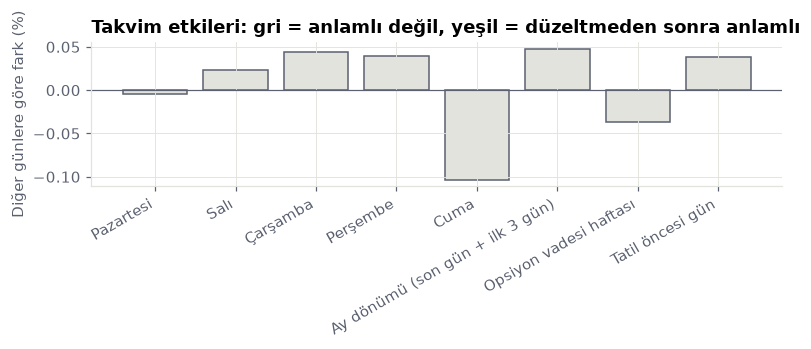 Takvim etkileri: gri = anlamlı değil, yeşil = düzeltmeden sonra anlamlı
Diğer günlere göre fark (%)
0.05
0.00
−0.05
−0.10
Pazartesi
Salı
Çarşamba
Perşembe
Cuma
Ay dönümü (son gün + ilk 3 gün)
Opsiyon vadesi haftası
Tatil öncesi gün